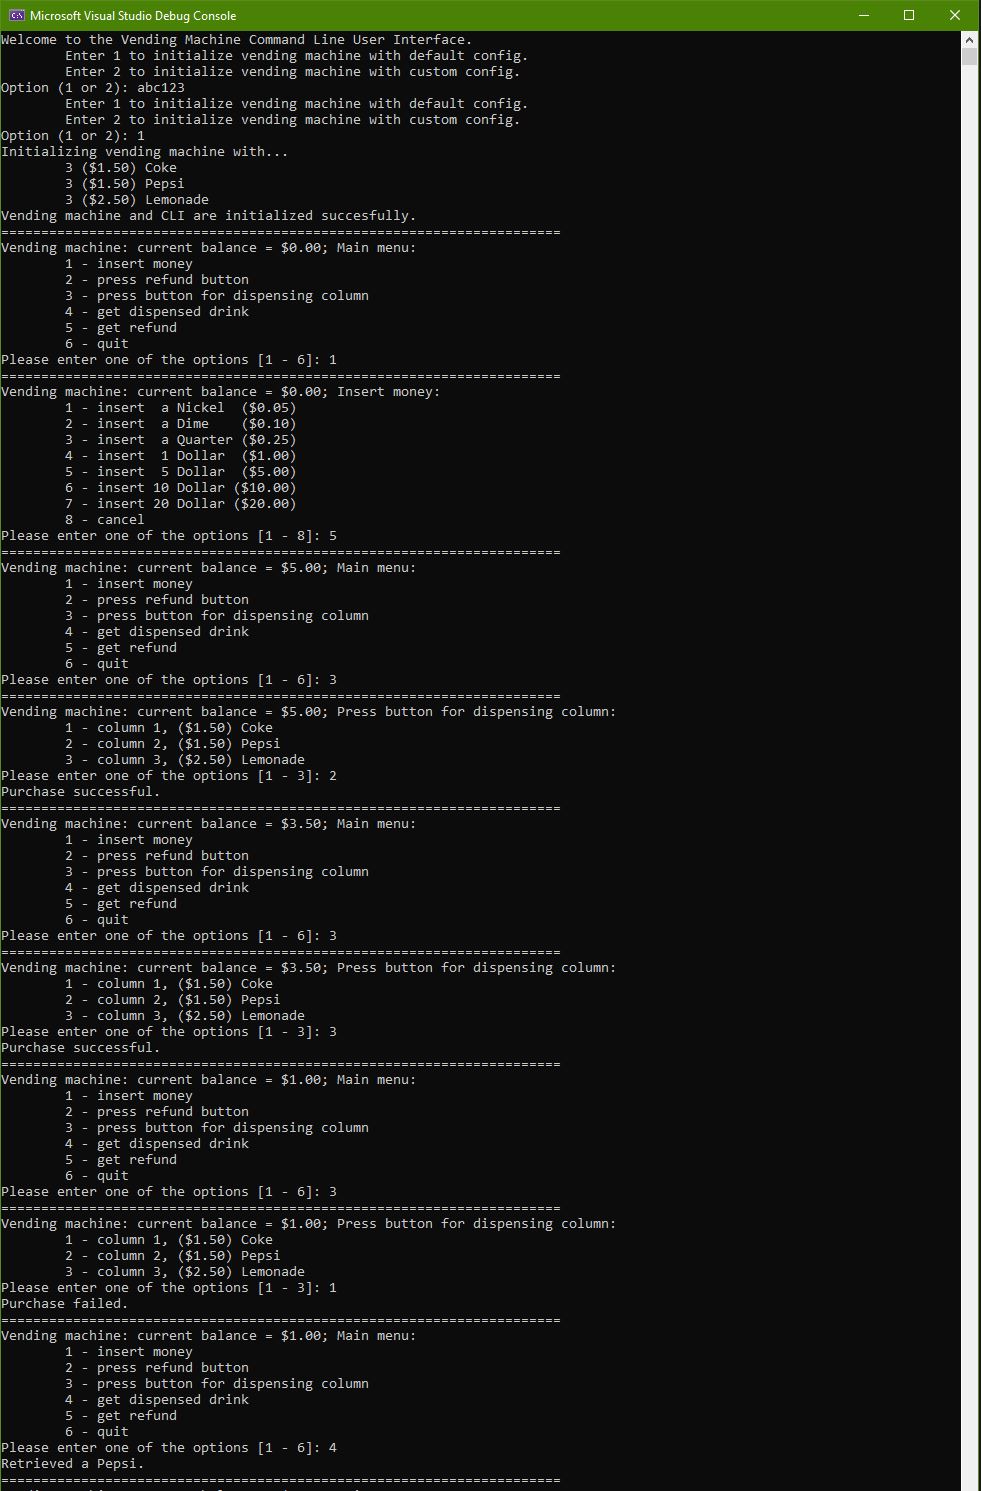 Microsoft Visual Studio Debug Console
Welcome to the Vending Machine Command Line User Interface.
        Enter 1 to initialize vending machine with default config.
        Enter 2 to initialize vending machine with custom config.
Option (1 or 2): abc123
        Enter 1 to initialize vending machine with default config.
        Enter 2 to initialize vending machine with custom config.
Option (1 or 2): 1
Initializing vending machine with...
        3 ($1.50) Coke
        3 ($1.50) Pepsi
        3 ($2.50) Lemonade
Vending machine and CLI are initialized succesfully.
======================================================================
Vending machine: current balance = $0.00; Main menu:
        1 - insert money
        2 - press refund button
        3 - press button for dispensing column
        4 - get dispensed drink
        5 - get refund
        6 - quit
Please enter one of the options [1 - 6]: 1
======================================================================
Vending machine: current balance = $0.00; Insert money:
        1 - insert  a Nickel  ($0.05)
        2 - insert  a Dime    ($0.10)
        3 - insert  a Quarter ($0.25)
        4 - insert  1 Dollar  ($1.00)
        5 - insert  5 Dollar  ($5.00)
        6 - insert 10 Dollar ($10.00)
        7 - insert 20 Dollar ($20.00)
        8 - cancel
Please enter one of the options [1 - 8]: 5
======================================================================
Vending machine: current balance = $5.00; Main menu:
        1 - insert money
        2 - press refund button
        3 - press button for dispensing column
        4 - get dispensed drink
        5 - get refund
        6 - quit
Please enter one of the options [1 - 6]: 3
======================================================================
Vending machine: current balance = $5.00; Press button for dispensing column:
        1 - column 1, ($1.50) Coke
        2 - column 2, ($1.50) Pepsi
        3 - column 3, ($2.50) Lemonade
Please enter one of the options [1 - 3]: 2
Purchase successful.
======================================================================
Vending machine: current balance = $3.50; Main menu:
        1 - insert money
        2 - press refund button
        3 - press button for dispensing column
        4 - get dispensed drink
        5 - get refund
        6 - quit
Please enter one of the options [1 - 6]: 3
======================================================================
Vending machine: current balance = $3.50; Press button for dispensing column:
        1 - column 1, ($1.50) Coke
        2 - column 2, ($1.50) Pepsi
        3 - column 3, ($2.50) Lemonade
Please enter one of the options [1 - 3]: 3
Purchase successful.
======================================================================
Vending machine: current balance = $1.00; Main menu:
        1 - insert money
        2 - press refund button
        3 - press button for dispensing column
        4 - get dispensed drink
        5 - get refund
        6 - quit
Please enter one of the options [1 - 6]: 3
======================================================================
Vending machine: current balance = $1.00; Press button for dispensing column:
        1 - column 1, ($1.50) Coke
        2 - column 2, ($1.50) Pepsi
        3 - column 3, ($2.50) Lemonade
Please enter one of the options [1 - 3]: 1
Purchase failed.
======================================================================
Vending machine: current balance = $1.00; Main menu:
        1 - insert money
        2 - press refund button
        3 - press button for dispensing column
        4 - get dispensed drink
        5 - get refund
        6 - quit
Please enter one of the options [1 - 6]: 4
Retrieved a Pepsi.
======================================================================